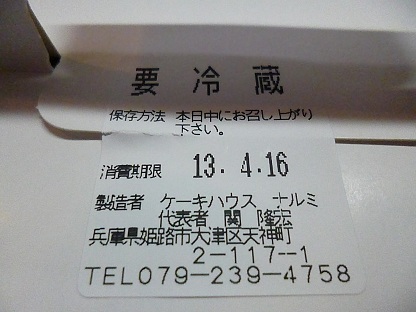 要冷蔵
保存方法 本日中にお召し上がり
下さい。
消費期限 13.4.16
製造者 ケーキハウス ナルミ
代表者 関 隆宏
兵庫県姫路市大津区天神町
2-117-1
TEL079-239-4758